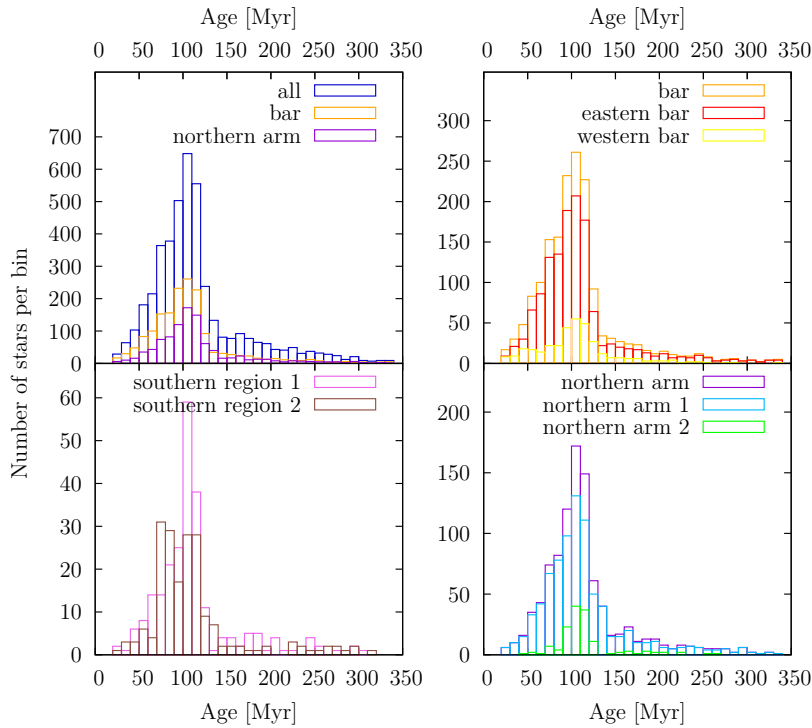 Age [Myr]
0 50 100 150 200 250 300 350
all
bar
northern arm
700
600
500
400
300
200
100
0
Age [Myr]
0 50 100 150 200 250 300 350
bar
eastern bar
western bar
350
300
250
200
150
100
50
0
Number of stars per bin
southern region 1
southern region 2
60
50
40
30
20
10
0
0 50 100 150 200 250 300 350
Age [Myr]
northern arm
northern arm 1
northern arm 2
200
150
100
50
0
0 50 100 150 200 250 300 350
Age [Myr]